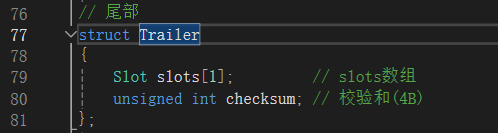 76 // 尾部
77 struct Trailer
78 {
79 Slot slots[1]; // slots数组
80 unsigned int checksum; // 校验和(4B)
81 };